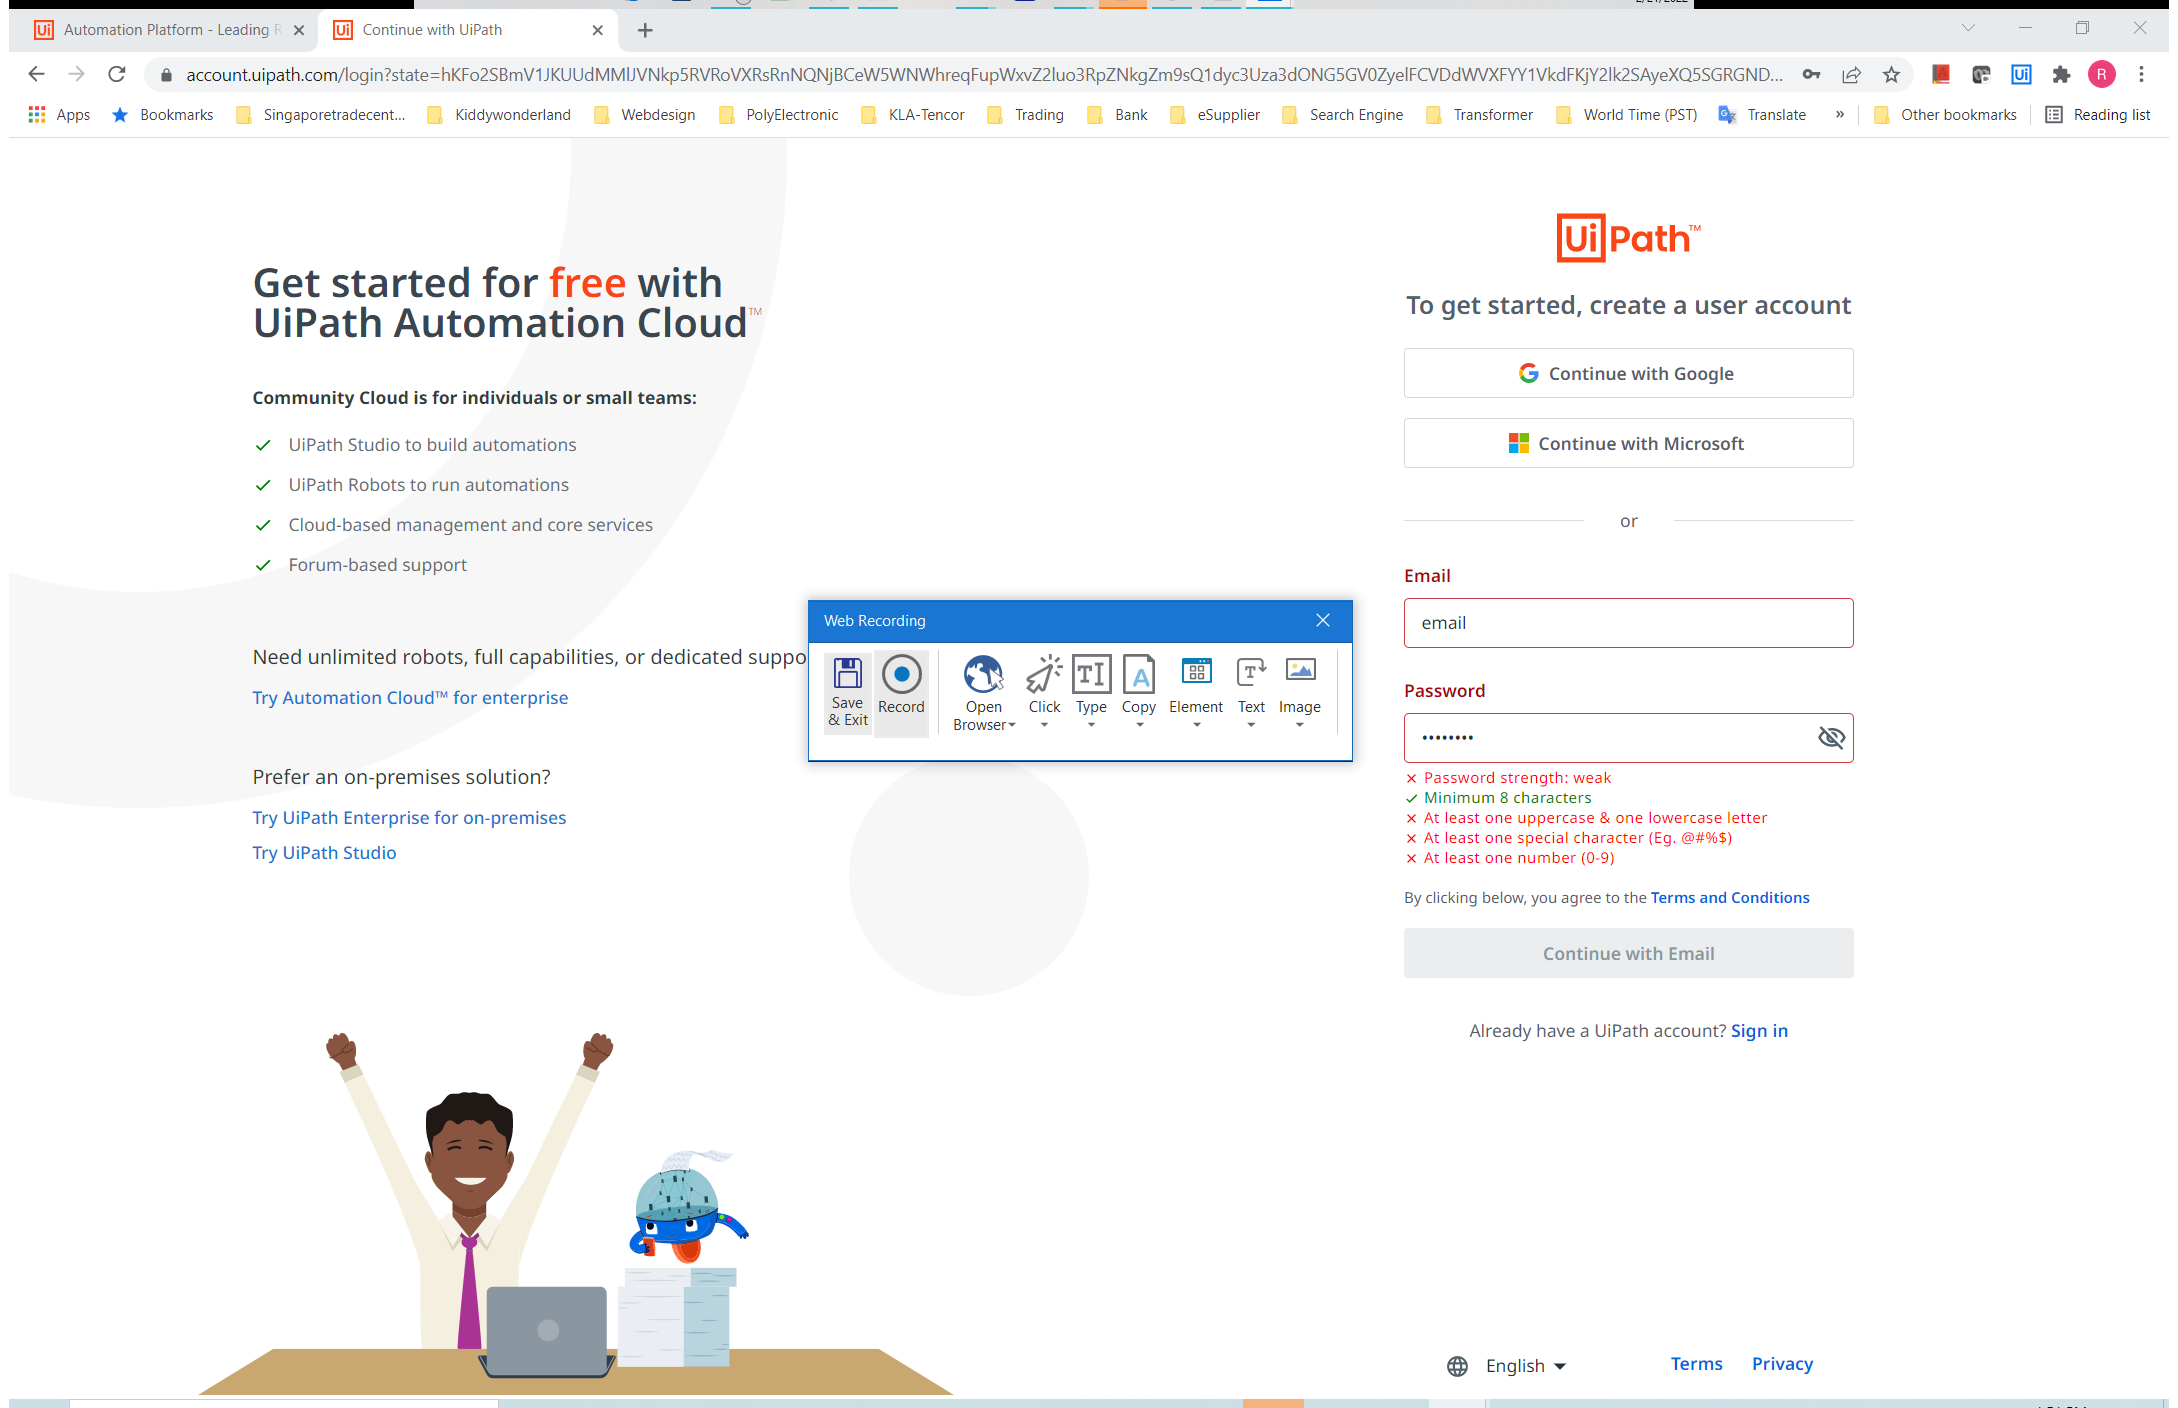 Automation Platform - Leading R
Continue with UiPath
account.uipath.com/login?state=
Apps
Bookmarks
Singaporetradecent...
Kiddywonderland
Webdesign
PolyElectronic
KLA-Tencor
Trading
Bank
eSupplier
Search Engine
Transformer
World Time (PST)
Translate
»
Other bookmarks
Reading list
R
Get started for free with
UiPath Automation Cloud™
Community Cloud is for individuals or small teams:
UiPath Studio to build automations
UiPath Robots to run automations
Cloud-based management and core services
Forum-based support
Need unlimited robots, full capabilities, or dedicated suppo
Try Automation Cloud™ for enterprise
Prefer an on-premises solution?
Try UiPath Enterprise for on-premises
Try UiPath Studio
Web Recording
Save & Exit
Record
Open Browser
Click
Type
Copy
Element
Text
Image
UiPath™
To get started, create a user account
Continue with Google
Continue with Microsoft
or
Email
email
Password
••••••••
Password strength: weak
Minimum 8 characters
At least one uppercase & one lowercase letter
At least one special character (Eg. @#%$)
At least one number (0-9)
By clicking below, you agree to the Terms and Conditions
Continue with Email
Already have a UiPath account? Sign in
English
Terms
Privacy